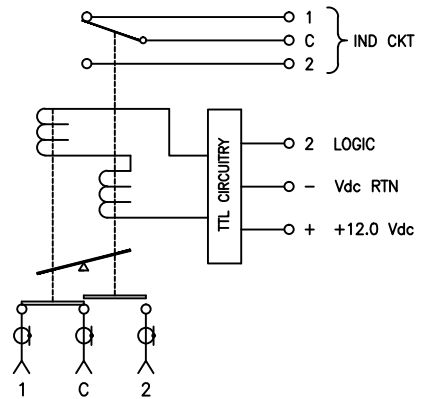 1
C IND CKT
2
2 LOGIC
TTL CIRCUITRY
- Vdc RTN
+ +12.0 Vdc
1 C 2